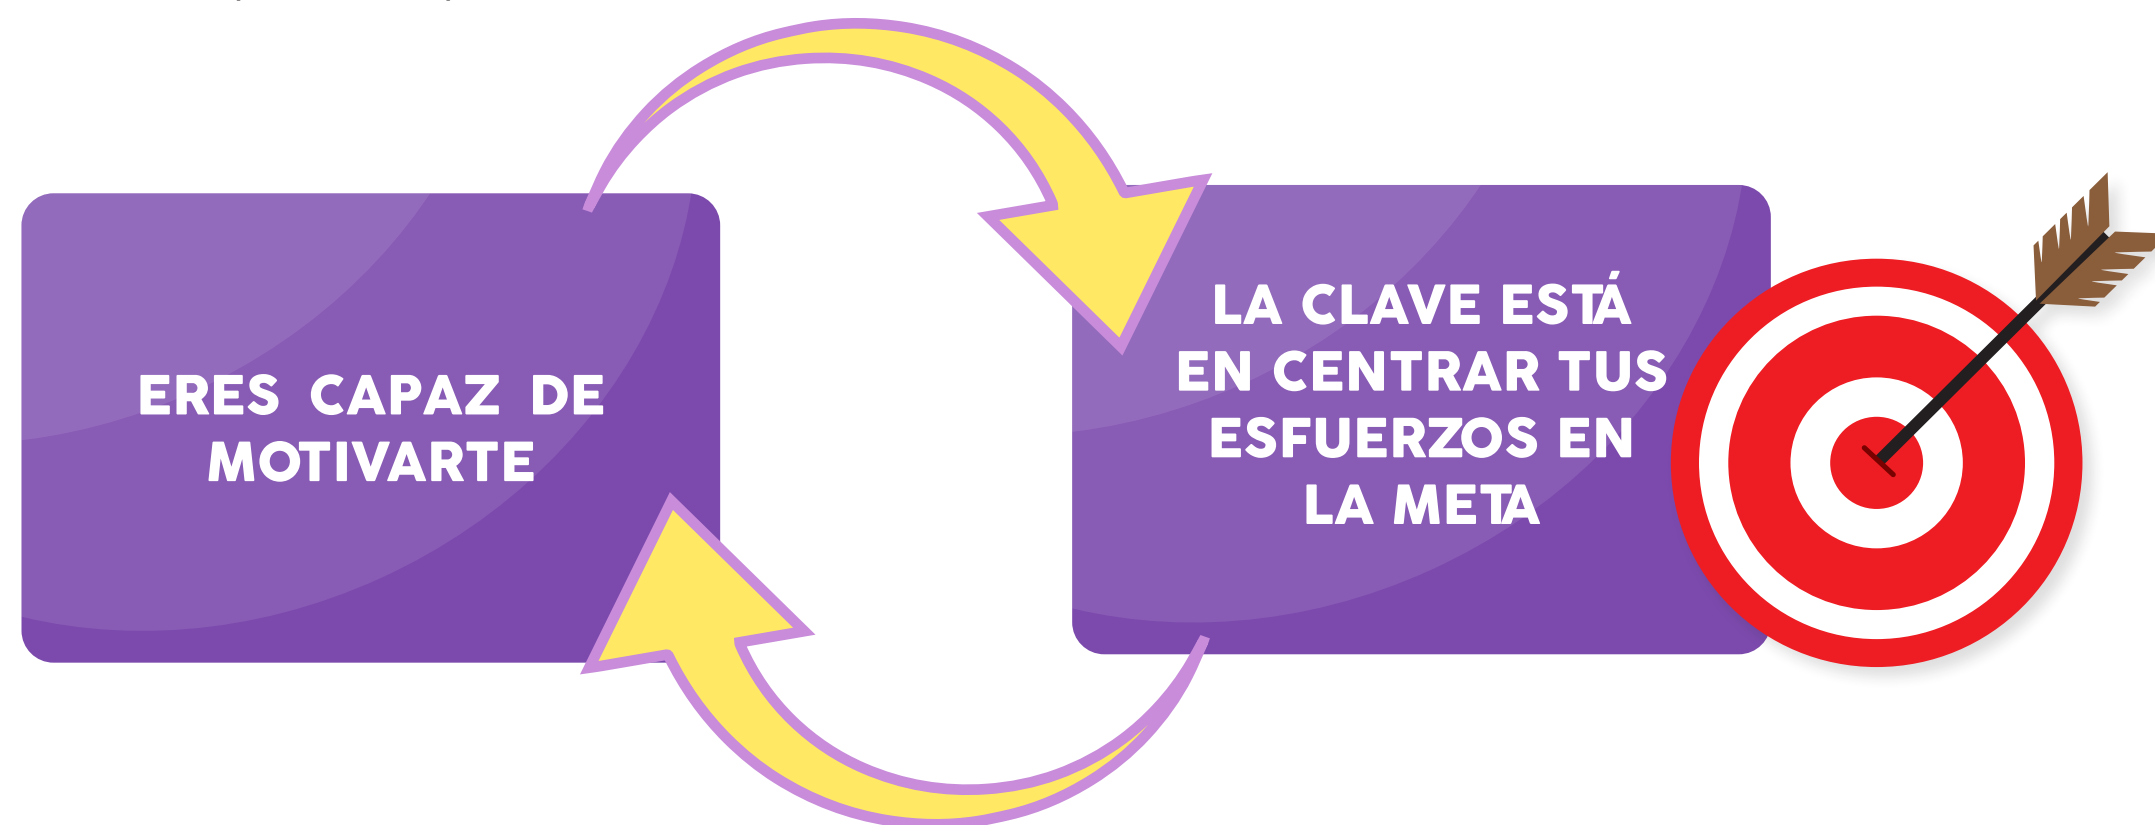 ERES CAPAZ DE
MOTIVARTE
LA CLAVE ESTÁ
EN CENTRAR TUS
ESFUERZOS EN
LA META